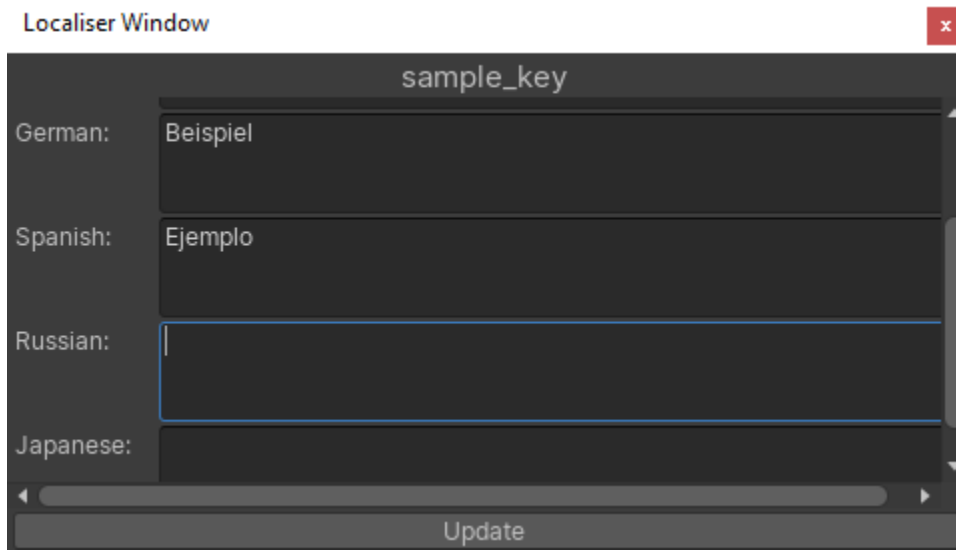 Localiser Window
x
sample_key
German:
Beispiel
Spanish:
Ejemplo
Russian:
Japanese:
Update